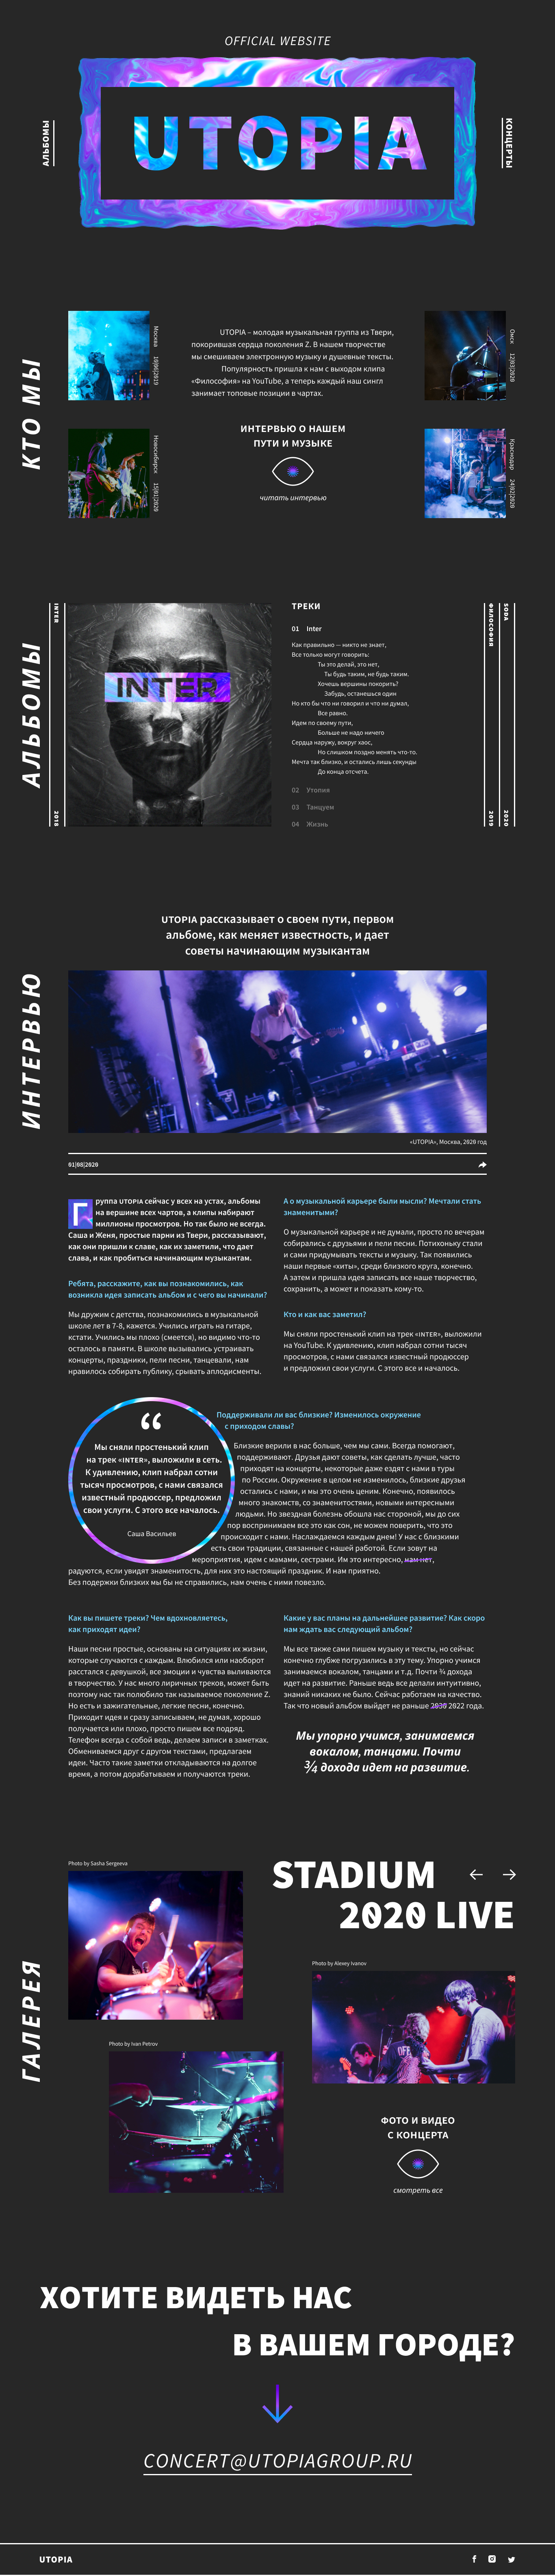 OFFICIAL WEBSITE
UTOPIA
АЛЬБОМЫ
КОНЦЕРТЫ
КТО МЫ
Москва 10|06|2019
Новосибирск 15|01|2020
UTOPIA – молодая музыкальная группа из Твери,
покорившая сердца поколения Z. В нашем творчестве
мы смешиваем электронную музыку и душевные тексты.
Популярность пришла к нам с выходом клипа
«Философия» на YouTube, а теперь каждый наш сингл
занимает топовые позиции в чартах.
ИНТЕРВЬЮ О НАШЕМ
ПУТИ И МУЗЫКЕ
читать интервью
Омск 12|03|2020
Краснодар 24|02|2020
АЛЬБОМЫ
INTER 2018
INTER
ТРЕКИ
01 Inter
Как правильно — никто не знает,
Все только могут говорить:
Ты это делай, это нет,
Ты будь таким, не будь таким.
Хочешь вершины покорить?
Забудь, останешься один
Но кто бы что ни говорил и что ни думал,
Все равно.
Идем по своему пути,
Больше не надо ничего
Сердца наружу, вокруг хаос,
Но слишком поздно менять что-то.
Мечта так близко, и остались лишь секунды
До конца отсчета.
02 Утопия
03 Танцуем
04 Жизнь
ФИЛОСОФИЯ 2019
SODA 2020
ИНТЕРВЬЮ
UTOPIA рассказывает о своем пути, первом
альбоме, как меняет известность, и дает
советы начинающим музыкантам
«UTOPIA», Москва, 2020 год
01|08|2020
Группа UTOPIA сейчас у всех на устах, альбомы
на вершине всех чартов, а клипы набирают
миллионы просмотров. Но так было не всегда.
Саша и Женя, простые парни из Твери, рассказывают,
как они пришли к славе, как их заметили, что дает
слава, и как пробиться начинающим музыкантам.
Ребята, расскажите, как вы познакомились, как
возникла идея записать альбом и с чего вы начинали?
Мы дружим с детства, познакомились в музыкальной
школе лет в 7-8, кажется. Учились играть на гитаре,
кстати. Учились мы плохо (смеется), но видимо что-то
осталось в памяти. В школе вызывались устраивать
концерты, праздники, пели песни, танцевали, нам
нравилось собирать публику, срывать аплодисменты.
А о музыкальной карьере были мысли? Мечтали стать
знаменитыми?
О музыкальной карьере и не думали, просто по вечерам
собирались с друзьями и пели песни. Потихоньку стали
и сами придумывать тексты и музыку. Так появились
наши первые «хиты», среди близкого круга, конечно.
А затем и пришла идея записать все наше творчество,
сохранить, а может и показать кому-то.
Кто и как вас заметил?
Мы сняли простенький клип на трек «INTER», выложили
на YouTube. К удивлению, клип набрал сотни тысяч
просмотров, с нами связался известный продюссер
и предложил свои услуги. С этого все и началось.
“
Мы сняли простенький клип
на трек «INTER», выложили в сеть.
К удивлению, клип набрал сотни
тысяч просмотров, с нами связался
известный продюссер, предложил
свои услуги. С этого все и началось.
Саша Васильев
Поддерживали ли вас близкие? Изменилось окружение
с приходом славы?
Близкие верили в нас больше, чем мы сами. Всегда помогают,
поддерживают. Друзья дают советы, как сделать лучше, часто
приходят на концерты, некоторые даже ездят с нами в туры
по России. Окружение в целом не изменилось, близкие друзья
остались с нами, и мы это очень ценим. Конечно, появилось
много знакомств, со знаменитостями, новыми интересными
людьми. Но звездная болезнь обошла нас стороной, мы до сих
пор воспринимаем все это как сон, не можем поверить, что это
происходит с нами. Наслаждаемся каждым днем! У нас с близкими
есть свои традиции, связанные с нашей работой. Если зовут на
мероприятия, идем с мамами, сестрами. Им это интересно, нам нет,
радуются, если увидят знаменитость, для них это настоящий праздник. И нам приятно.
Без подержки близких мы бы не справились, нам очень с ними повезло.
Как вы пишете треки? Чем вдохновляетесь,
как приходят идеи?
Наши песни простые, основаны на ситуациях их жизни,
которые случаются с каждым. Влюбился или наоборот
расстался с девушкой, все эмоции и чувства выливаются
в творчество. У нас много лиричных треков, может быть
поэтому нас так полюбило так называемое поколение Z.
Но есть и зажигательные, легкие, энергичные.
Приходит идея и сразу записываем, не думая, хорошо
получается или плохо, просто пишем все подряд.
Телефон всегда с собой ведь, делаем записи в заметках.
Обмениваемся друг с другом текстами, предлагаем
идеи. Часто такие заметки откладываются на долгое
время, а потом дорабатываем и получаются треки.
Какие у вас планы на дальнейшее развитие? Как скоро
нам ждать вас следующий альбом?
Мы все также сами пишем музыку и тексты, но сейчас
конечно глубже погрузились в эту тему. Упорно учимся
занимаемся вокалом, танцами и т.д. Почти ¾ дохода
идет на развитие. Раньше ведь все делали интуитивно,
знаний никаких не было. Сейчас работаем на качество.
Так что новый альбом выйдет не раньше 2030 2022 года.
Мы упорно учимся, занимаемся
вокалом, танцами. Почти
¾ дохода идет на развитие.
ГАЛЕРЕЯ
Photo by Sasha Sergeeva
STADIUM
2020 LIVE
Photo by Alexey Ivanov
Photo by Ivan Petrov
ФОТО И ВИДЕО
С КОНЦЕРТА
смотреть все
ХОТИТЕ ВИДЕТЬ НАС
В ВАШЕМ ГОРОДЕ?
CONCERT@UTOPIAGROUP.RU
UTOPIA